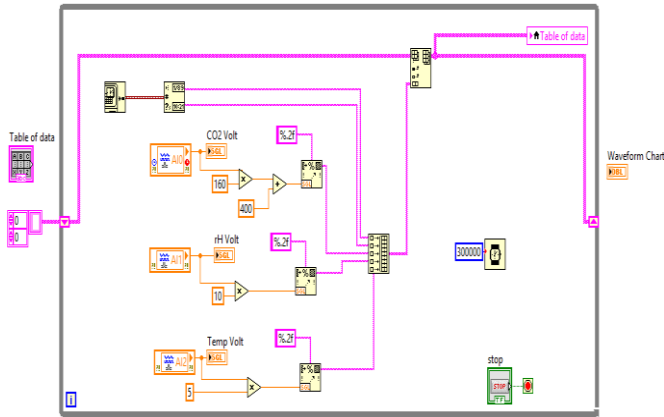 Table of data
Table of data
0
0
CO2 Volt
AI0
SGL
%.2f
160
400
rH Volt
AI1
SGL
%.2f
10
Temp Volt
AI2
SGL
%.2f
5
300000
stop
STOP
TF
i
Waveform Chart
DBL